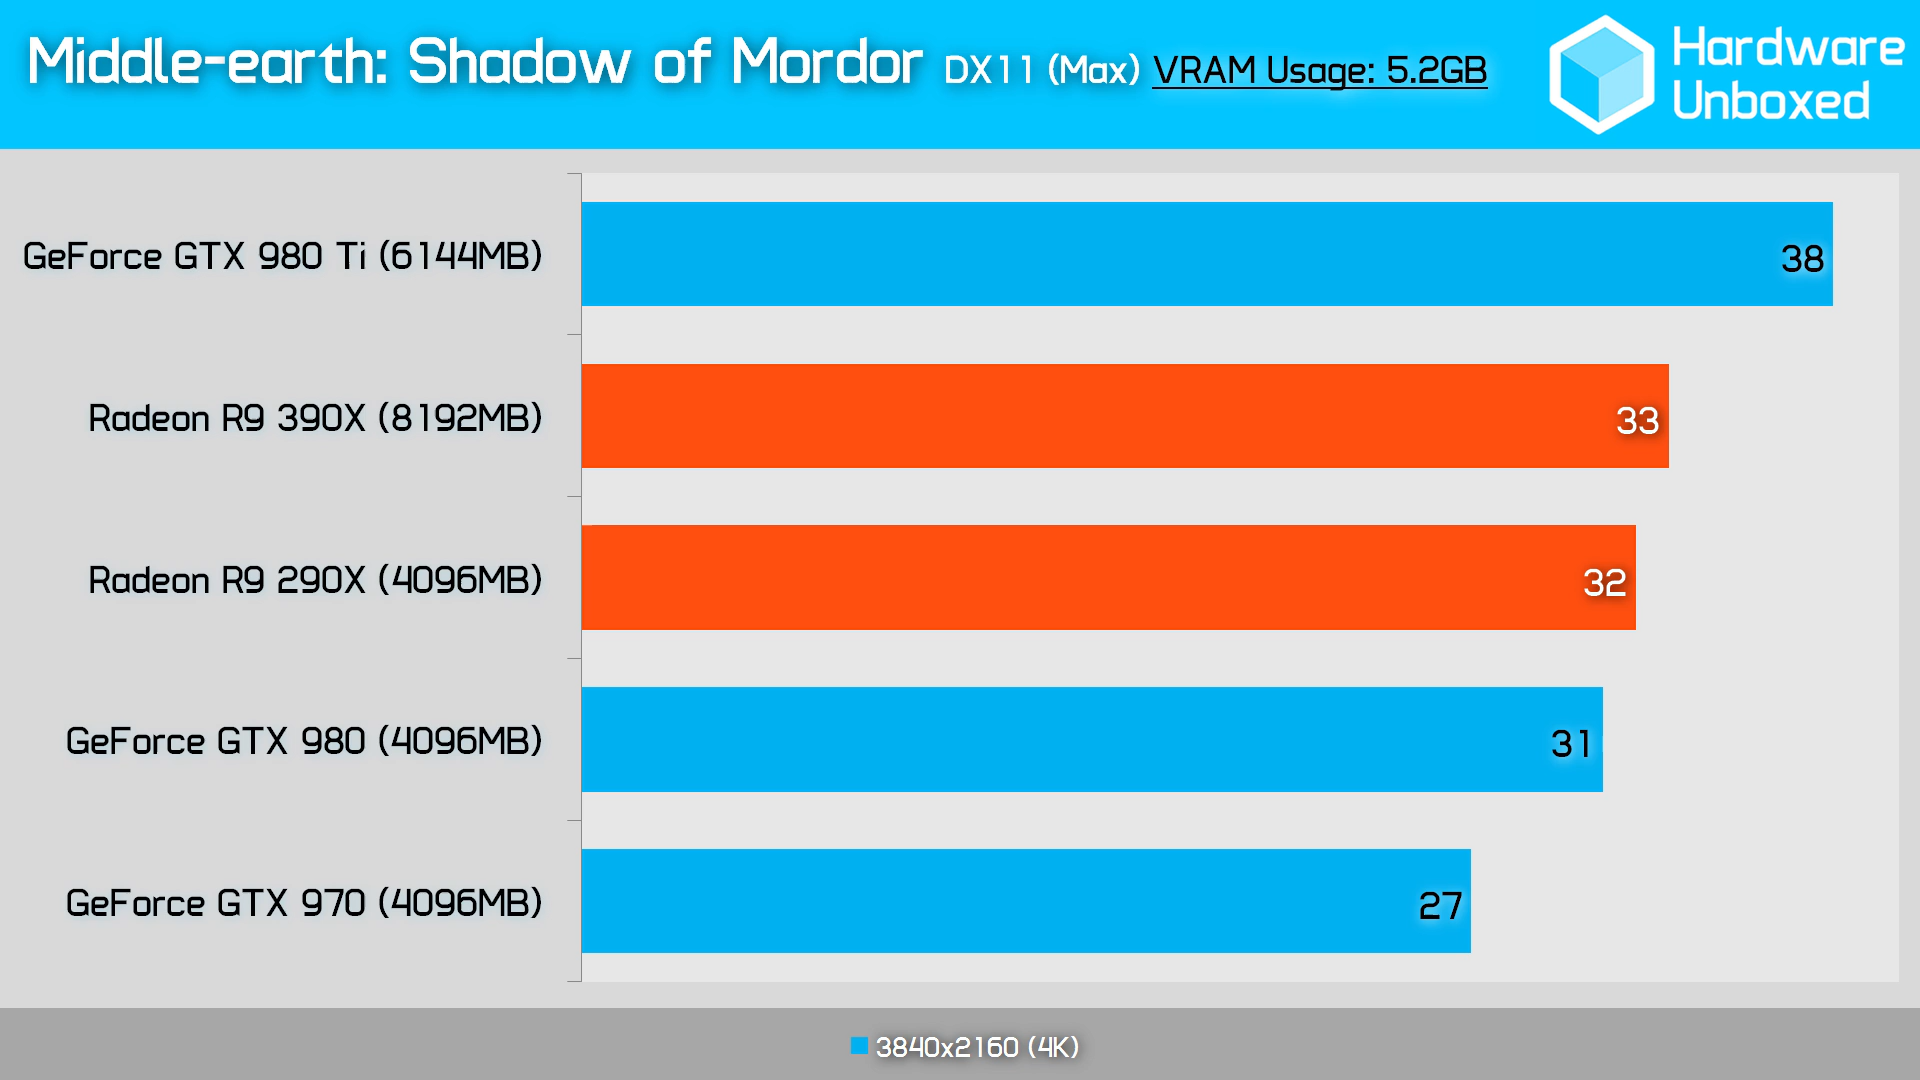 Middle-earth: Shadow of Mordor DX11 (Max) VRAM Usage: 5.2GB
Hardware
Unboxed
GeForce GTX 980 Ti (6144MB)
38
Radeon R9 390X (8192MB)
33
Radeon R9 290X (4096MB)
32
GeForce GTX 980 (4096MB)
31
GeForce GTX 970 (4096MB)
27
3840x2160 (4K)